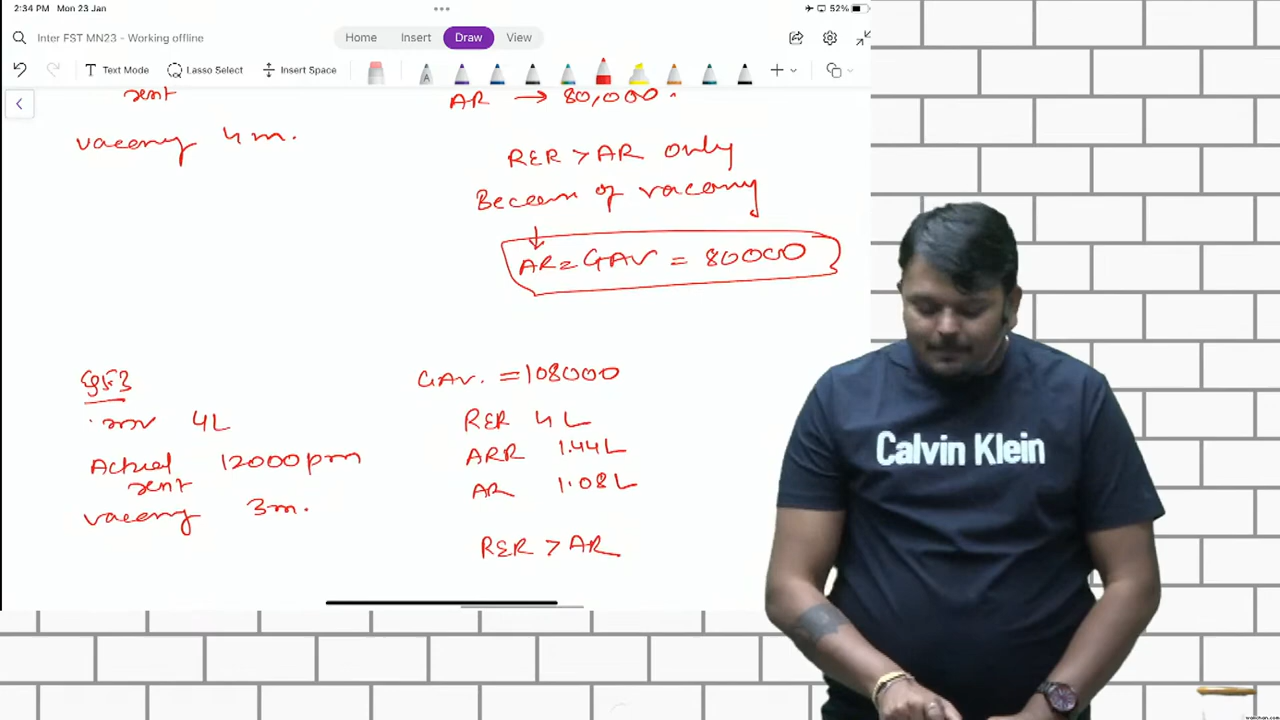 2:34 PM Mon 23 Jan
52%
Inter FST MN23 - Working offline
Home Insert Draw View
Text Mode Lasso Select Insert Space
rent
AR → 80,000.
vacancy 4m.
RER > AR only
Because of vacancy
AR = GAV = 80000
GAV. = 108000
mv 4L
RER 4L
Actual 12000pm
rent
ARR 1.44L
AR 1.08L
vacancy 3m.
RER > AR
Calvin Klein